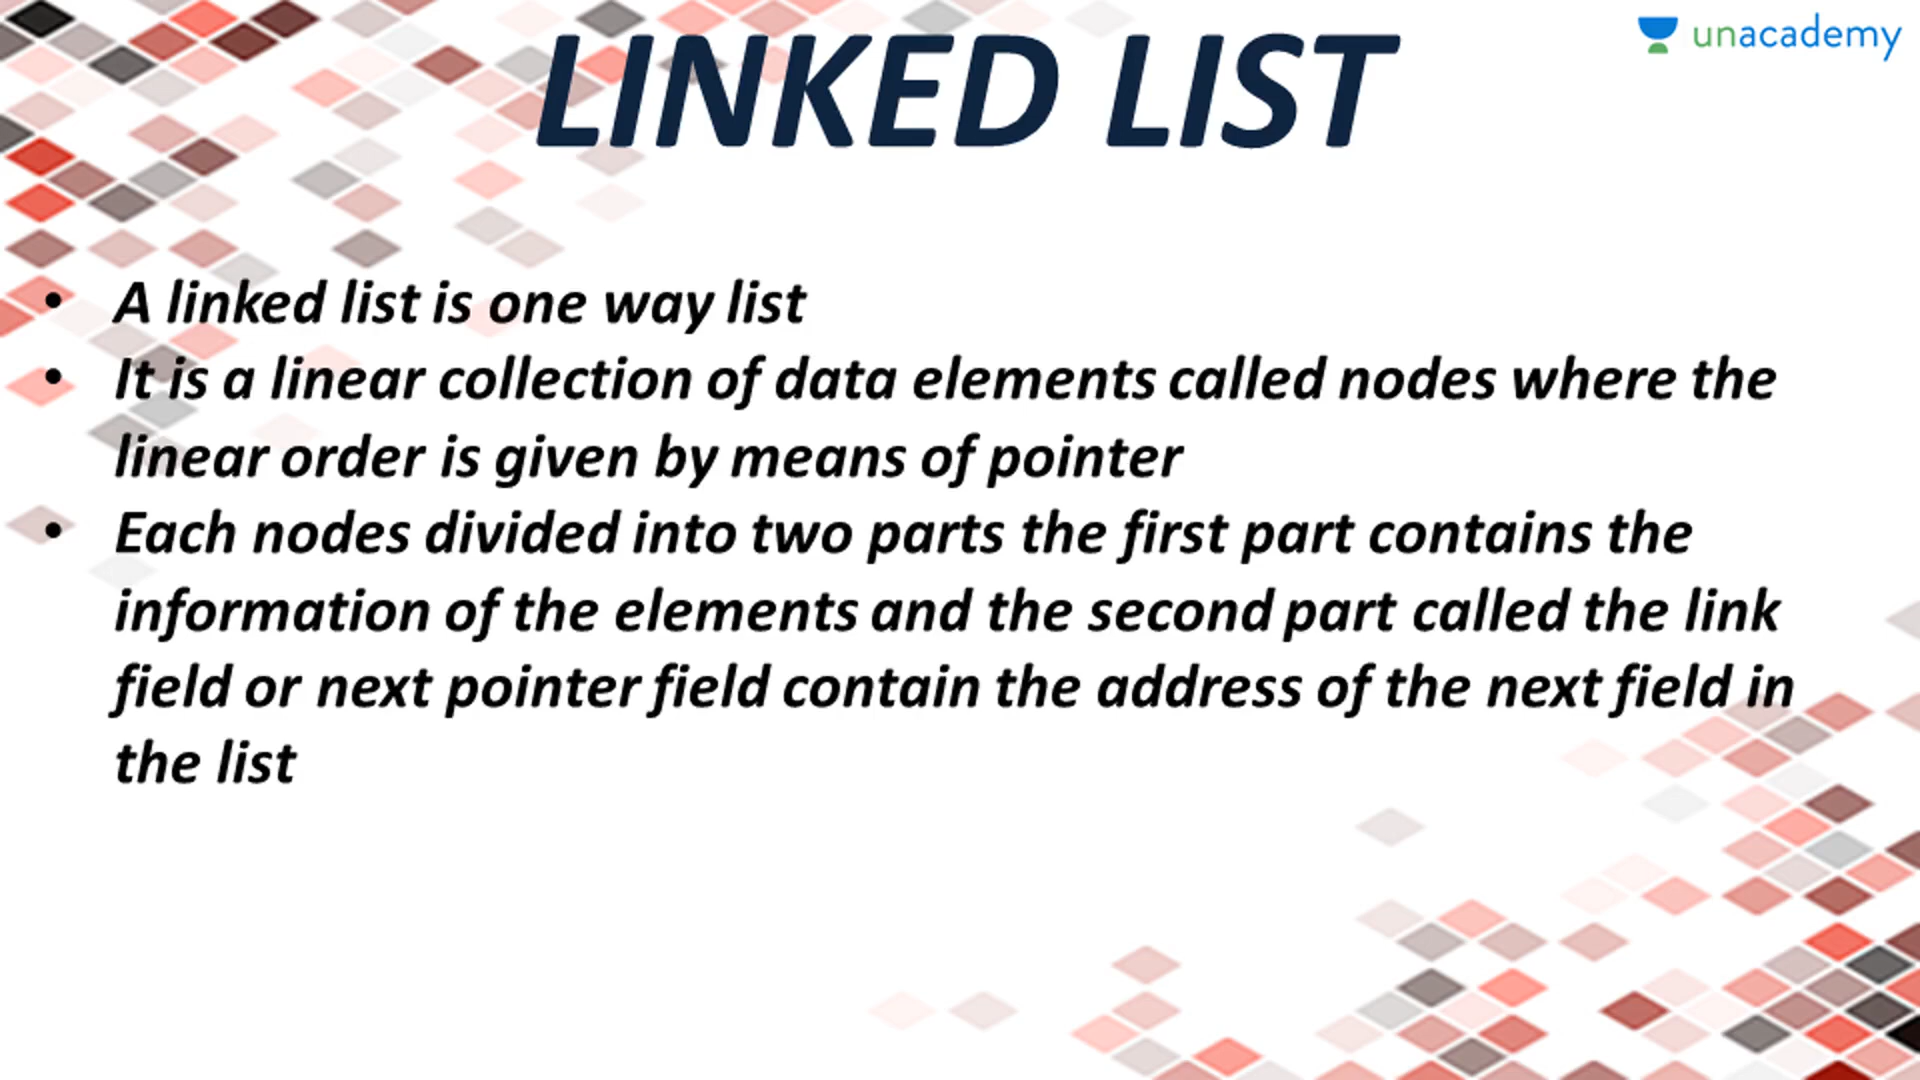 LINKED LIST
unacademy
• A linked list is one way list
• It is a linear collection of data elements called nodes where the
linear order is given by means of pointer
• Each nodes divided into two parts the first part contains the
information of the elements and the second part called the link
field or next pointer field contain the address of the next field in
the list